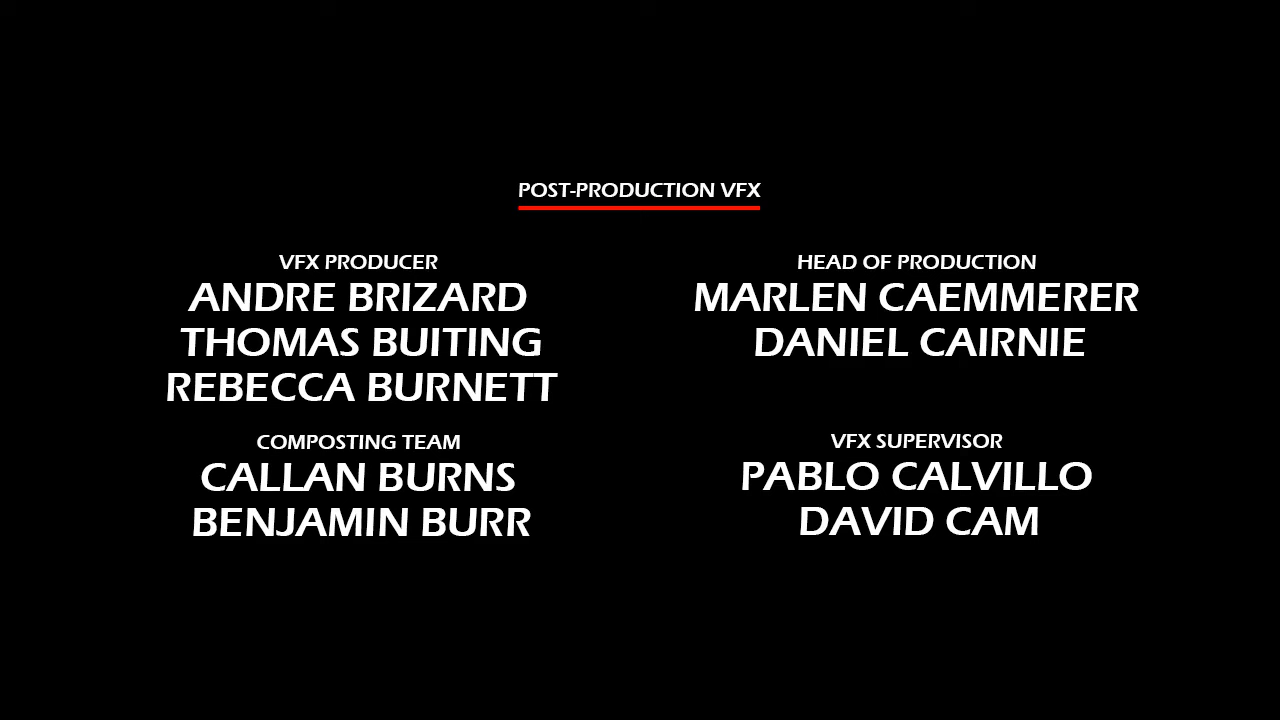 POST-PRODUCTION VFX
VFX PRODUCER
ANDRE BRIZARD
THOMAS BUITING
REBECCA BURNETT
HEAD OF PRODUCTION
MARLEN CAEMMERER
DANIEL CAIRNIE
COMPOSTING TEAM
CALLAN BURNS
BENJAMIN BURR
VFX SUPERVISOR
PABLO CALVILLO
DAVID CAM